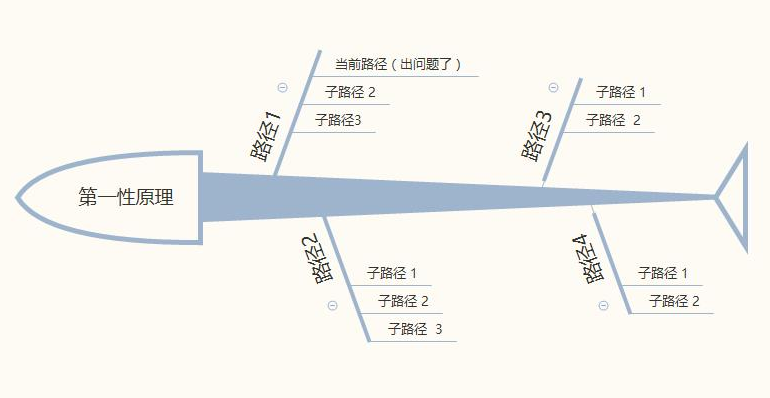 第一性原理
路径1
当前路径（出问题了）
子路径 2
子路径3
路径3
子路径 1
子路径 2
路径2
子路径 1
子路径 2
子路径 3
路径4
子路径 1
子路径 2